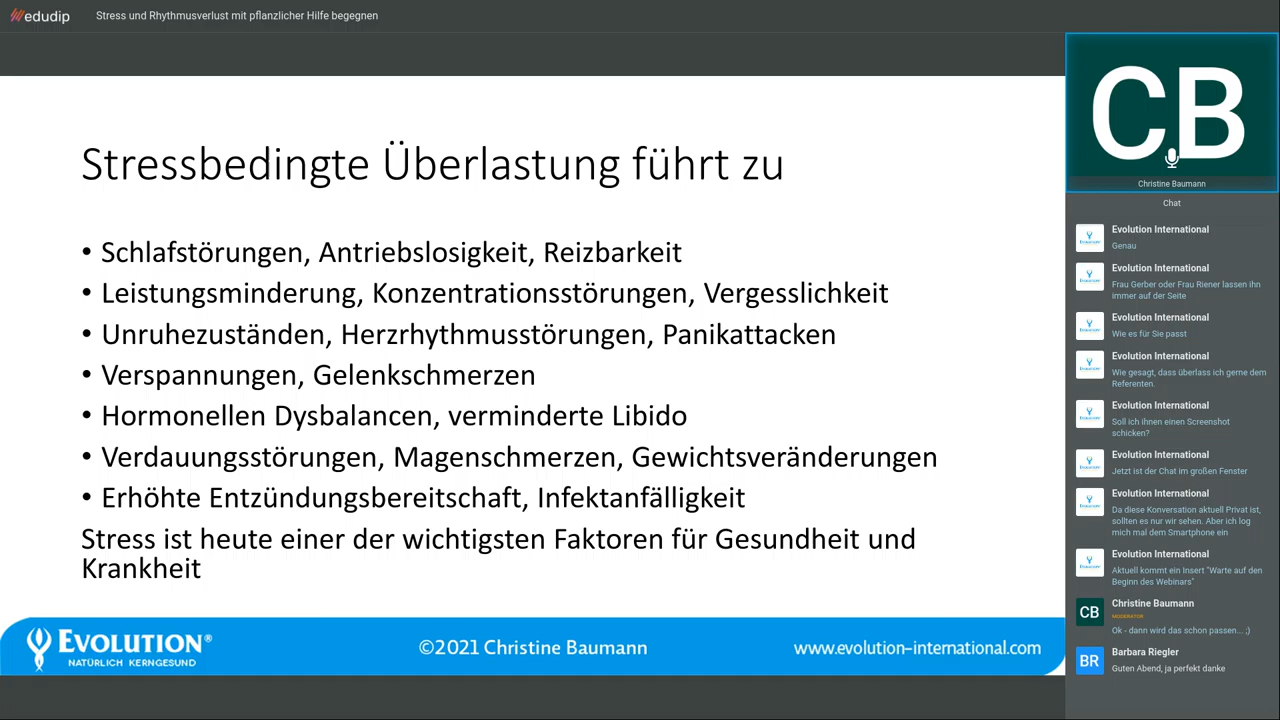 edudip
Stress und Rhythmusverlust mit pflanzlicher Hilfe begegnen
Stressbedingte Überlastung führt zu
• Schlafstörungen, Antriebslosigkeit, Reizbarkeit
• Leistungsminderung, Konzentrationsstörungen, Vergesslichkeit
• Unruhezuständen, Herzrhythmusstörungen, Panikattacken
• Verspannungen, Gelenkschmerzen
• Hormonellen Dysbalancen, verminderte Libido
• Verdauungsstörungen, Magenschmerzen, Gewichtsveränderungen
• Erhöhte Entzündungsbereitschaft, Infektanfälligkeit
Stress ist heute einer der wichtigsten Faktoren für Gesundheit und
Krankheit
EVOLUTION®
NATÜRLICH KERNGESUND
©2021 Christine Baumann
www.evolution-international.com
CB
Christine Baumann
Chat
Evolution International
Genau
Evolution International
Frau Gerber oder Frau Riener lassen ihn
immer auf der Seite
Evolution International
Wie es für Sie passt
Evolution International
Wie gesagt, dass überlass ich gerne dem
Referenten.
Evolution International
Soll ich ihnen einen Screenshot
schicken?
Evolution International
Jetzt ist der Chat im großen Fenster
Evolution International
Da diese Konversation aktuell Privat ist,
sollten es nur wir sehen. Aber ich log
mich mal dem Smartphone ein
Evolution International
Aktuell kommt ein Insert "Warte auf den
Beginn des Webinars"
CB
Christine Baumann
MODERATOR
Ok - dann wird das schon passen... ;)
BR
Barbara Riegler
Guten Abend, ja perfekt danke